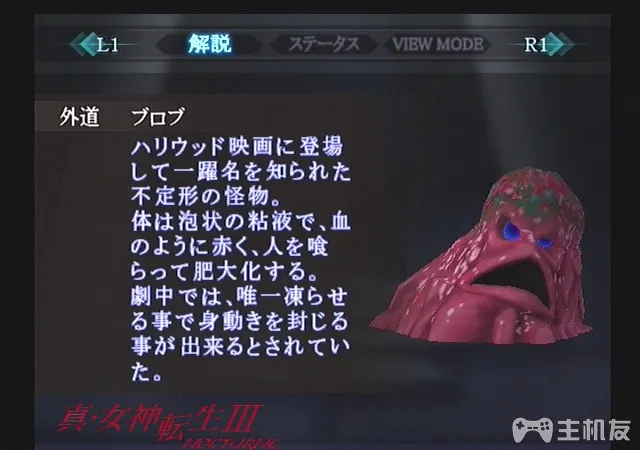 L1 解説 ステータス VIEW MODE R1
外道 ブロブ
ハリウッド映画に登場
して一躍名を知られた
不定形の怪物。
体は泡状の粘液で、血
のように赤く、人を喰
らって肥大化する。
劇中では、唯一凍らせ
る事で身動きを封じる
事が出来るとされてい
た。
真・女神転生III
NOCTURNE
主机友